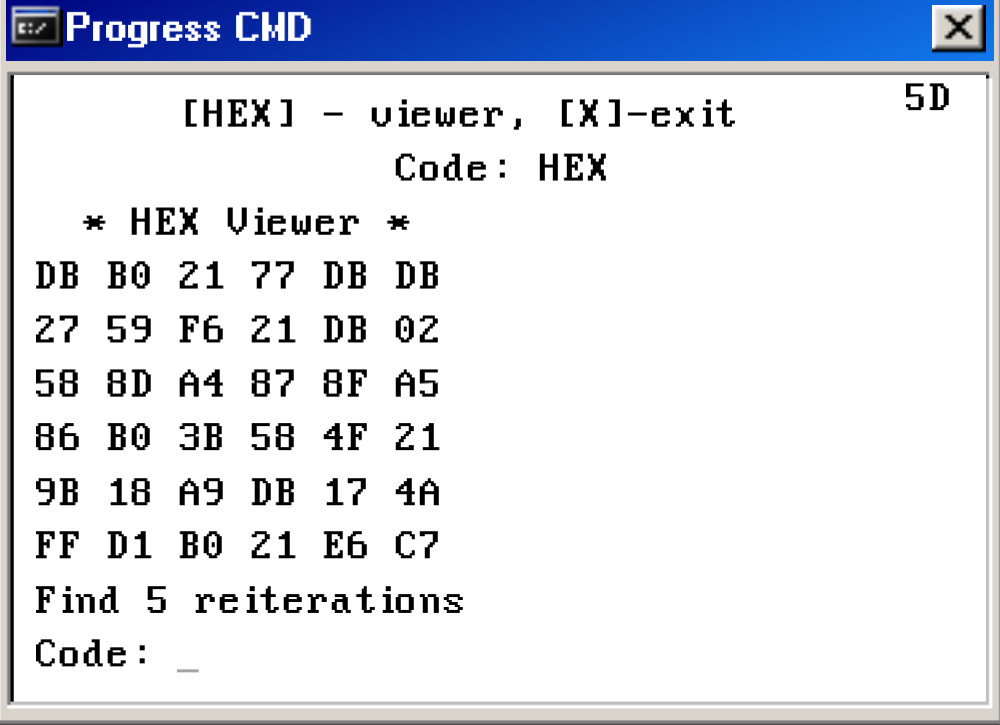 Progress CMD
5D
[HEX] - viewer, [X]-exit
Code: HEX
* HEX Viewer *
DB B0 21 77 DB DB
27 59 F6 21 DB 02
58 8D A4 87 8F A5
86 B0 3B 58 4F 21
9B 18 A9 DB 17 4A
FF D1 B0 21 E6 C7
Find 5 reiterations
Code: _